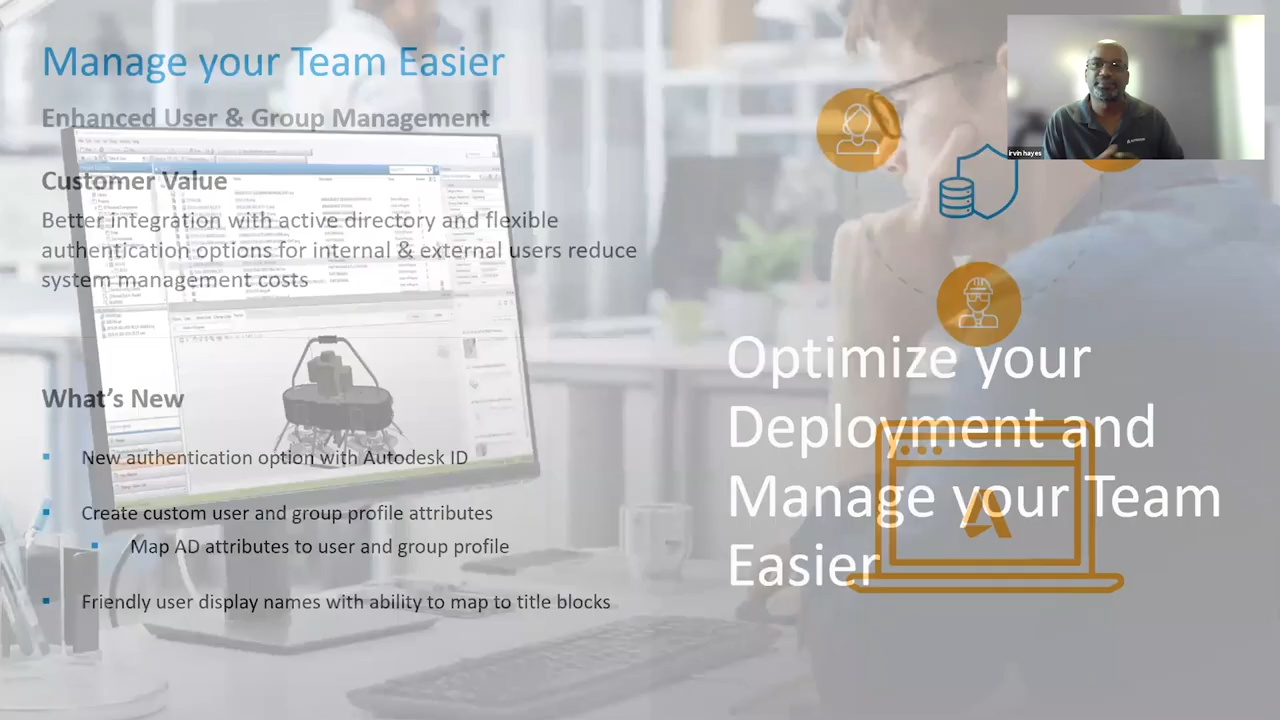 Manage your Team Easier
Enhanced User & Group Management
Customer Value
Better integration with active directory and flexible
authentication options for internal & external users reduce
system management costs
What's New
New authentication option with Autodesk ID
Create custom user and group profile attributes
Map AD attributes to user and group profile
Friendly user display names with ability to map to title blocks
Optimize your
Deployment and
Manage your Team
Easier
irvin hayes